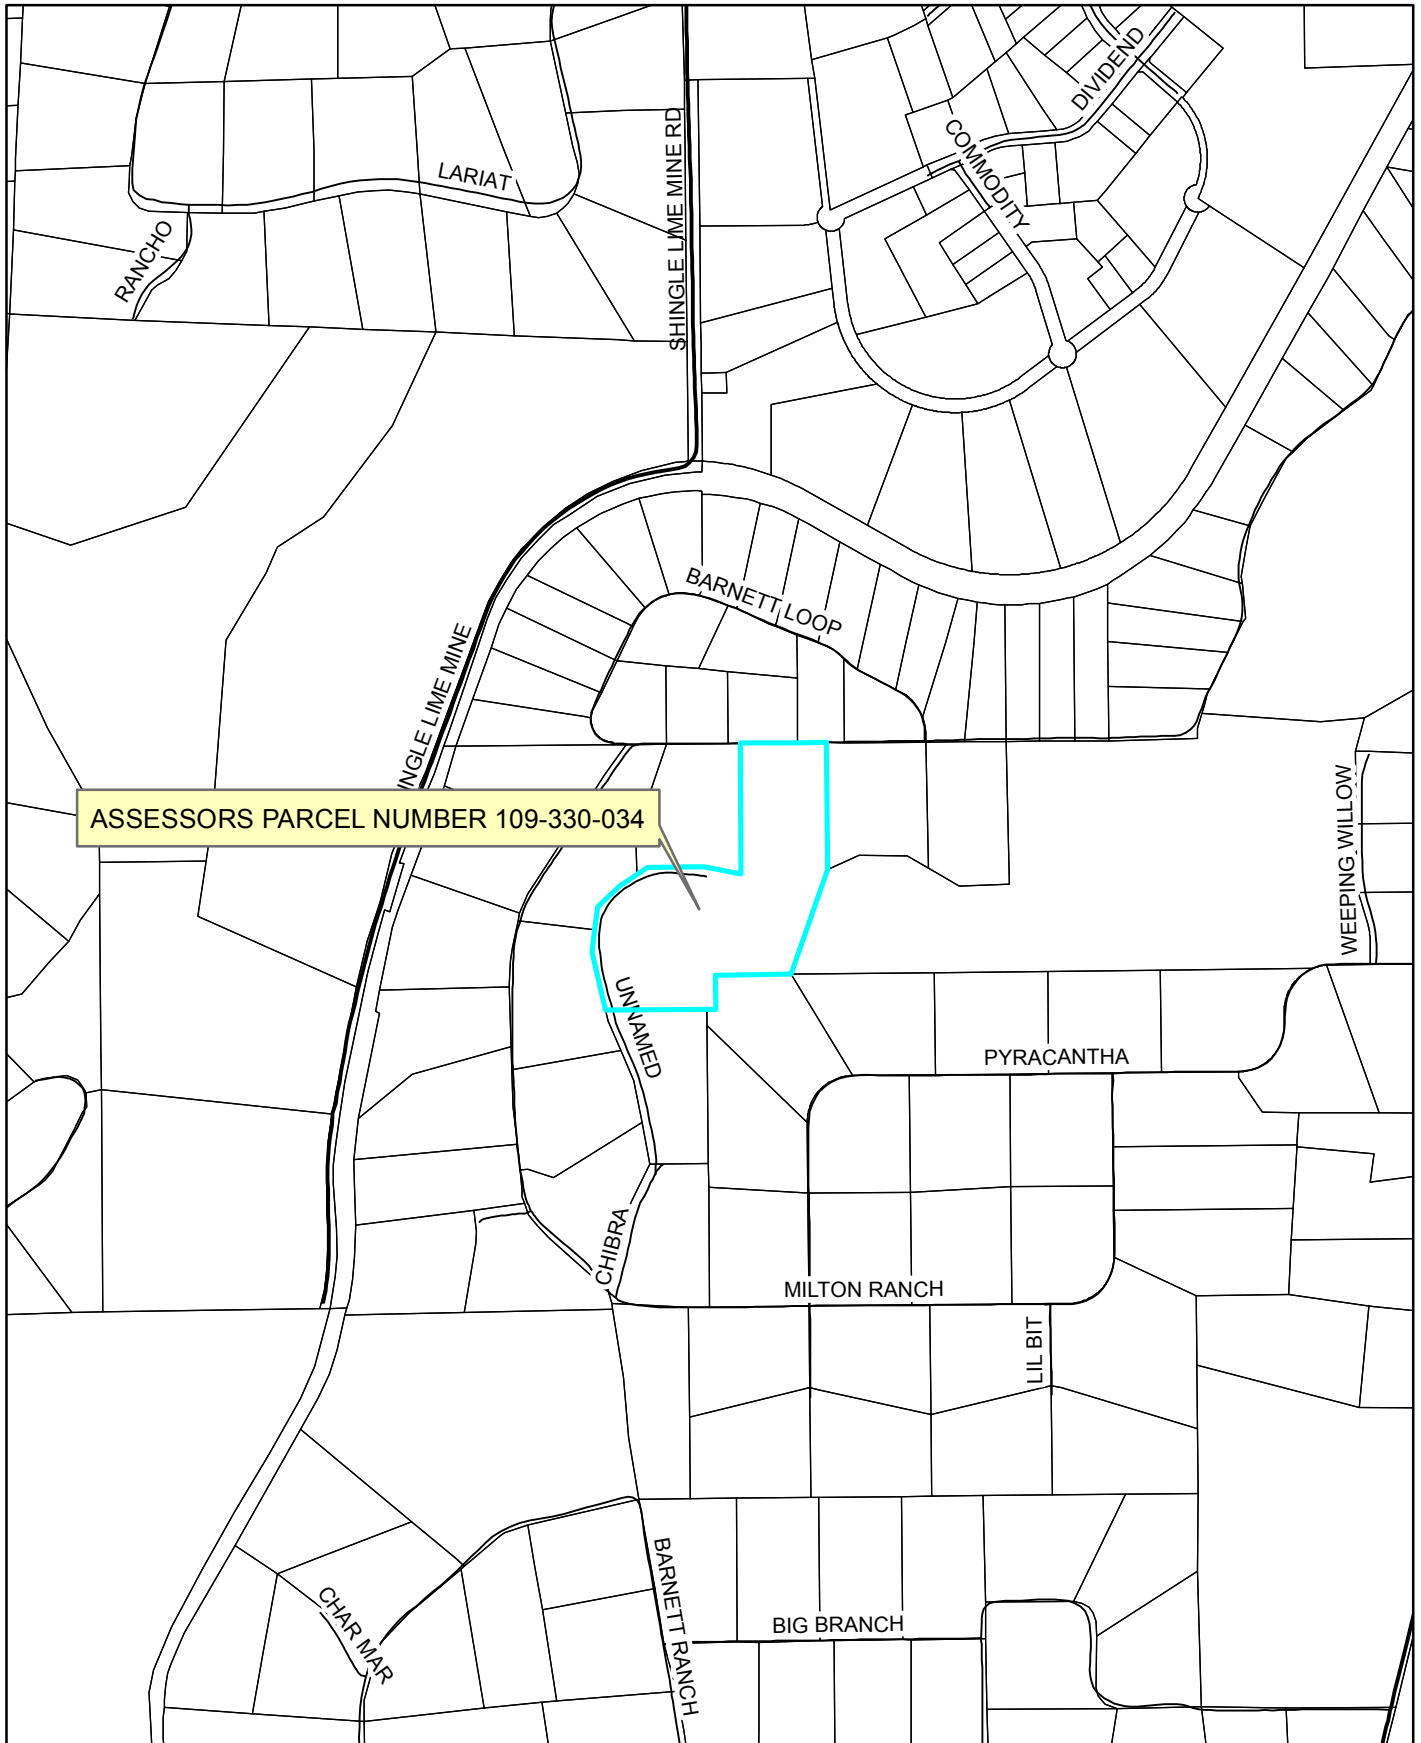 DIVIDEND
COMMODITY
SHINGLE LIME MINE RD
LARIAT
RANCHO
BARNETT LOOP
INGLE LIME MINE
ASSESSORS PARCEL NUMBER 109-330-034
WEEPING WILLOW
UNNAMED
PYRACANTHA
CHIBRA
MILTON RANCH
LIL BIT
BARNETT RANCH
CHAR MAR
BIG BRANCH